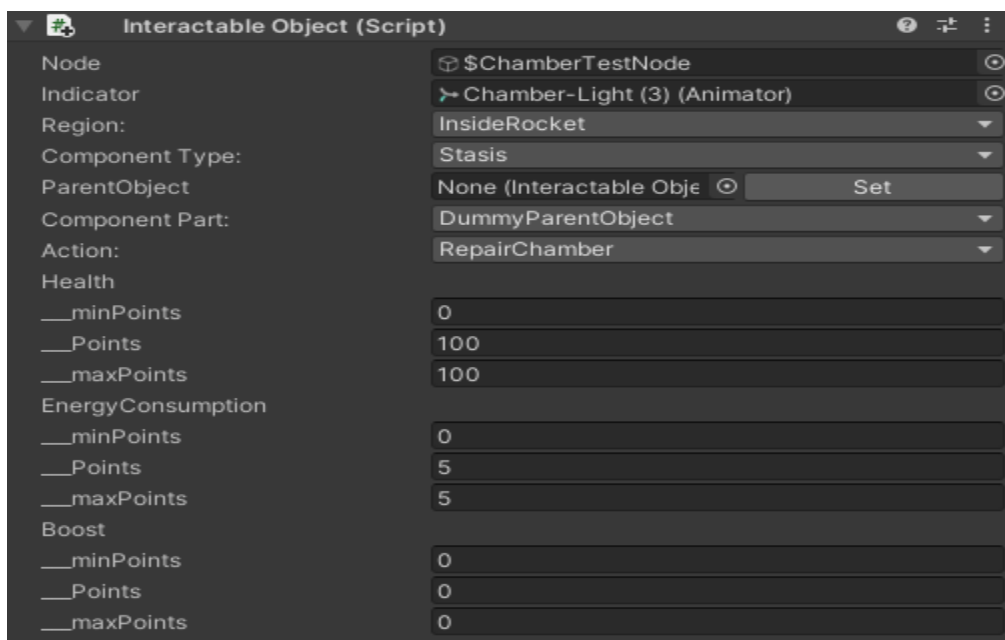 Interactable Object (Script)
Node $ChamberTestNode
Indicator Chamber-Light (3) (Animator)
Region: InsideRocket
Component Type: Stasis
ParentObject None (Interactable Obje Set
Component Part: DummyParentObject
Action: RepairChamber
Health
__minPoints 0
__Points 100
__maxPoints 100
EnergyConsumption
__minPoints 0
__Points 5
__maxPoints 5
Boost
__minPoints 0
__Points 0
__maxPoints 0